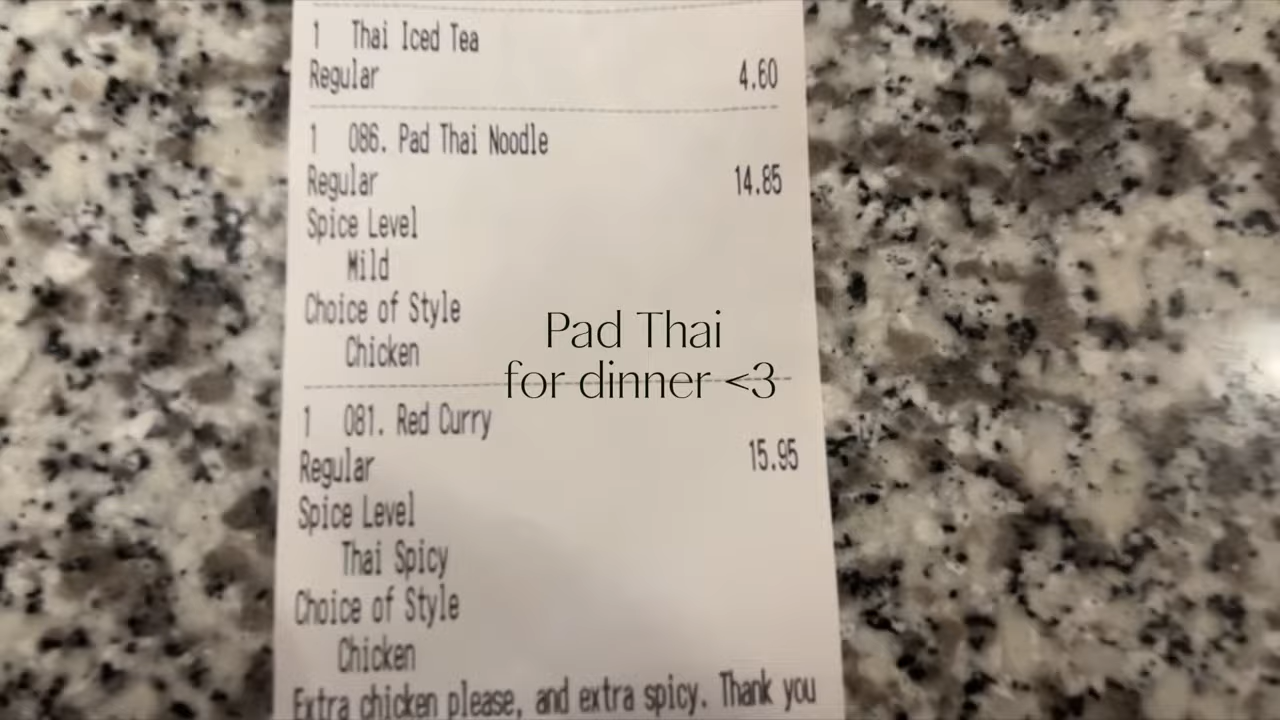 1 Thai Iced Tea
Regular 4.60
1 086. Pad Thai Noodle
Regular 14.85
Spice Level
Mild
Choice of Style
Chicken
Pad Thai
for dinner <3
1 081. Red Curry
Regular 15.95
Spice Level
Thai Spicy
Choice of Style
Chicken
Extra chicken please, and extra spicy. Thank you